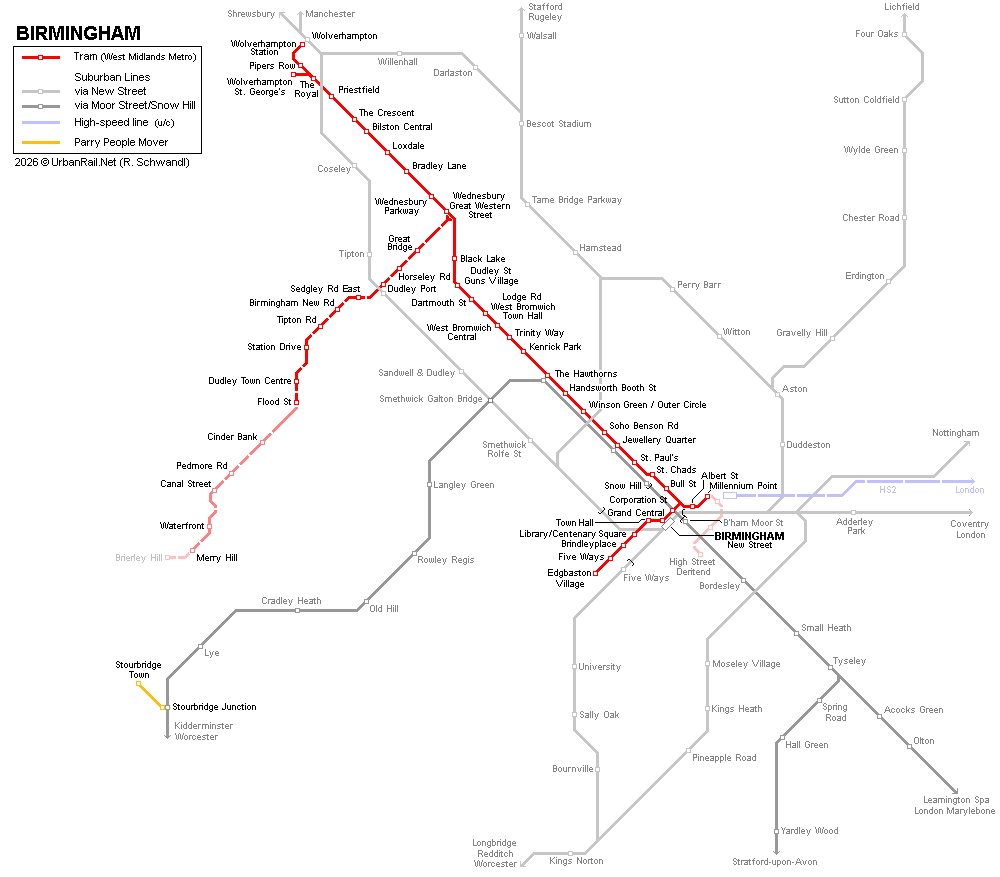 BIRMINGHAM
Tram (West Midlands Metro)
Suburban Lines
via New Street
via Moor Street/Snow Hill
High-speed line (u/c)
Parry People Mover
2026 © UrbanRail.Net (R. Schwandl)
Shrewsbury
Manchester
Wolverhampton
Wolverhampton
Station
Pipers Row
Wolverhampton
St. George's
The
Royal
Priestfield
The Crescent
Bilston Central
Loxdale
Bradley Lane
Willenhall
Darlaston
Stafford
Rugeley
Walsall
Bescot Stadium
Tame Bridge Parkway
Hamstead
Perry Barr
Witton
Lichfield
Four Oaks
Sutton Coldfield
Wylde Green
Chester Road
Erdington
Gravelly Hill
Aston
Duddeston
Coseley
Tipton
Wednesbury
Parkway
Wednesbury
Great Western
Street
Great
Bridge
Horseley Rd
Dudley Port
Sedgley Rd East
Birmingham New Rd
Tipton Rd
Station Drive
Dudley Town Centre
Flood St
Cinder Bank
Pedmore Rd
Canal Street
Waterfront
Merry Hill
Brierley Hill
Black Lake
Dudley St
Guns Village
Dartmouth St
Lodge Rd
West Bromwich
Town Hall
West Bromwich
Central
Trinity Way
Kenrick Park
The Hawthorns
Handsworth Booth St
Winson Green / Outer Circle
Soho Benson Rd
Jewellery Quarter
St. Paul's
St. Chads
Snow Hill
Bull St
Albert St
Millennium Point
Corporation St
Grand Central
Town Hall
Library/Centenary Square
Brindleyplace
Five Ways
Edgbaston
Village
B'ham Moor St
BIRMINGHAM
New Street
High Street
Deritend
Five Ways
Sandwell & Dudley
Smethwick Galton Bridge
Smethwick
Rolfe St
Langley Green
Rowley Regis
Old Hill
Cradley Heath
Lye
Stourbridge
Town
Stourbridge Junction
Kidderminster
Worcester
Nottingham
HS2
London
Adderley
Park
Coventry
London
Bordesley
Small Heath
Tyseley
Acocks Green
Olton
Leamington Spa
London Marylebone
Spring
Road
Hall Green
Yardley Wood
Stratford-upon-Avon
Moseley Village
Kings Heath
Pineapple Road
University
Sally Oak
Bournville
Kings Norton
Longbridge
Redditch
Worcester